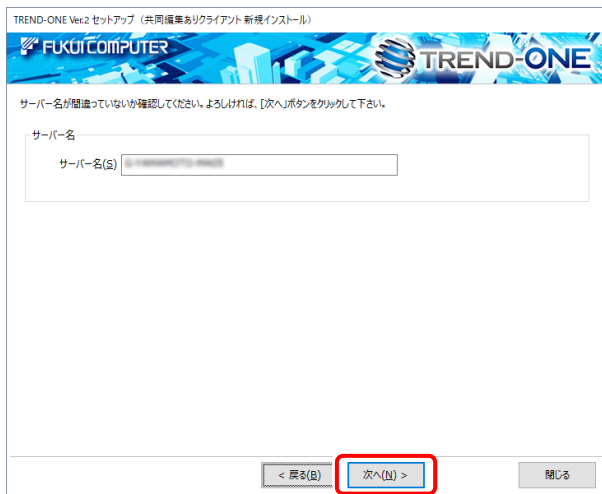 TREND-ONE Ver.2 セットアップ（共同編集ありクライアント 新規インストール）
FUKUI COMPUTER
TREND-ONE
サーバー名が間違っていないか確認してください。よろしければ、[次へ]ボタンをクリックして下さい。
サーバー名
サーバー名(S)
< 戻る(B) 次へ(N) > 閉じる